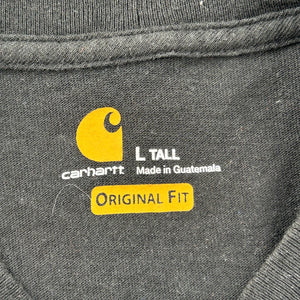 carhartt
L TALL
Made in Guatemala
ORIGINAL FIT